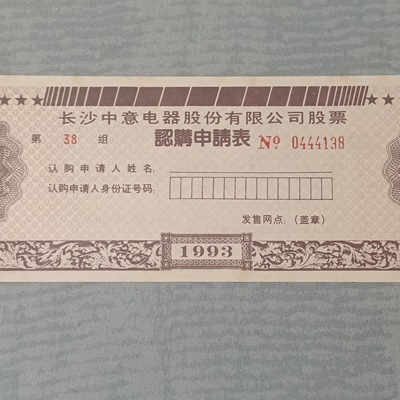 长沙中意电器股份有限公司股票
第 38 组 認購申請表 Nº 0444198
认购申请人姓名：
认购申请人身份证号码：
发售网点：（盖章）
1993